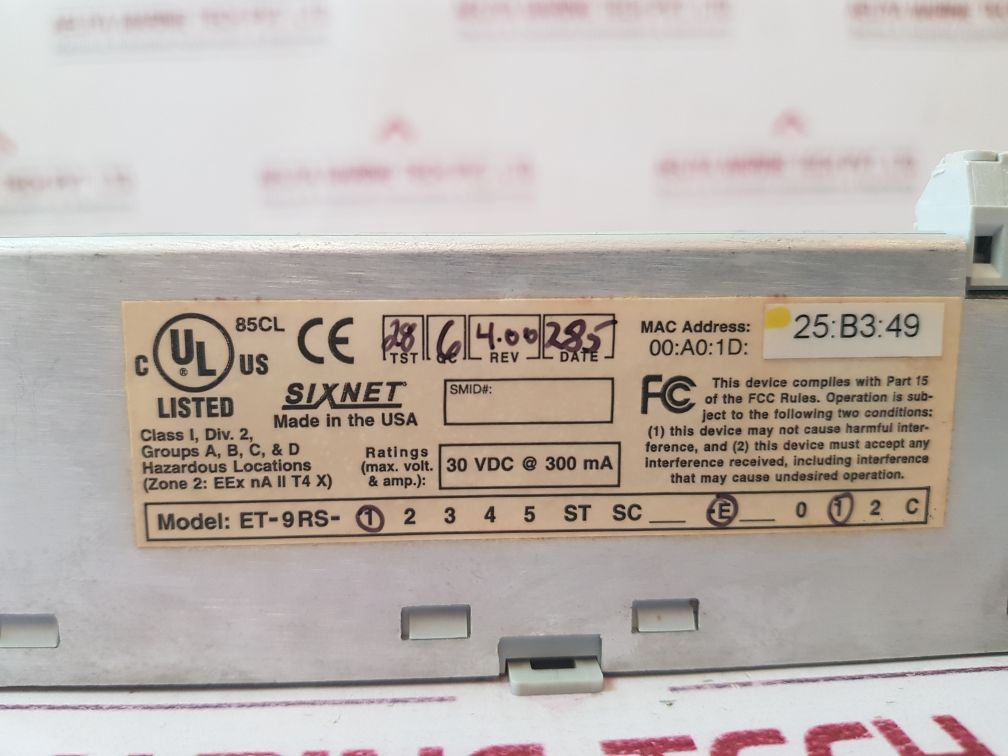 C UL US 85CL
®
LISTED
CE
28 6 4.00 285
TST QC REV DATE
SIXNET
Made in the USA
SMID#:
Class I, Div. 2,
Groups A, B, C, & D
Hazardous Locations
(Zone 2: EEx nA II T4 X)
Ratings
(max. volt.
& amp.):
30 VDC @ 300 mA
MAC Address:
00:A0:1D:
25:B3:49
FC This device complies with Part 15
of the FCC Rules. Operation is sub-
ject to the following two conditions:
(1) this device may not cause harmful inter-
ference, and (2) this device must accept any
interference received, including interference
that may cause undesired operation.
Model: ET-9RS- 1 2 3 4 5 ST SC ___ -E ___ 0 1 2 C